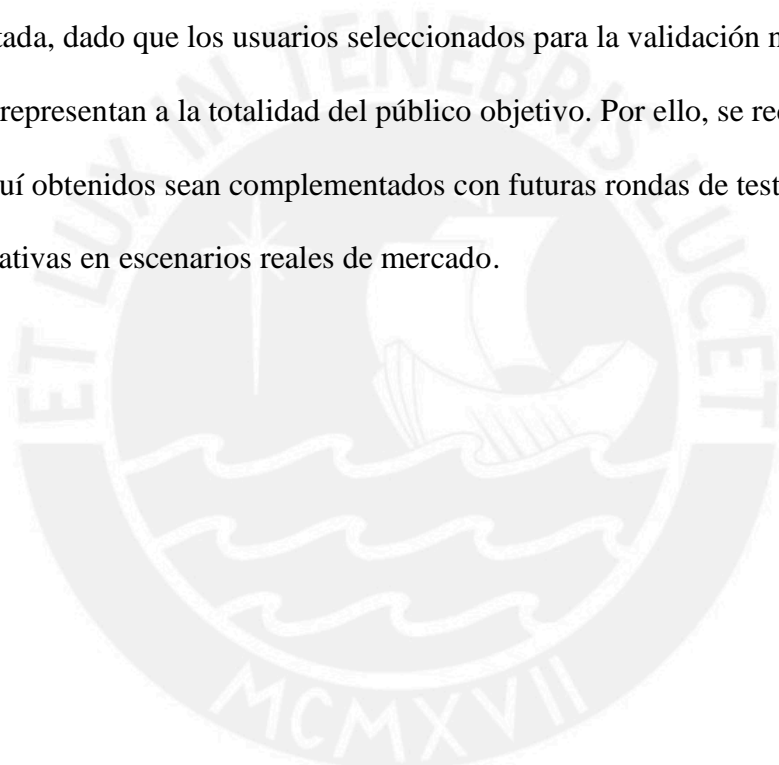 tada, dado que los usuarios seleccionados para la validación
representan a la totalidad del público objetivo. Por ello, se
uí obtenidos sean complementados con futuras rondas de test
ativas en escenarios reales de mercado.
ET LUX IN TENEBRIS LUCET
MCMXVII